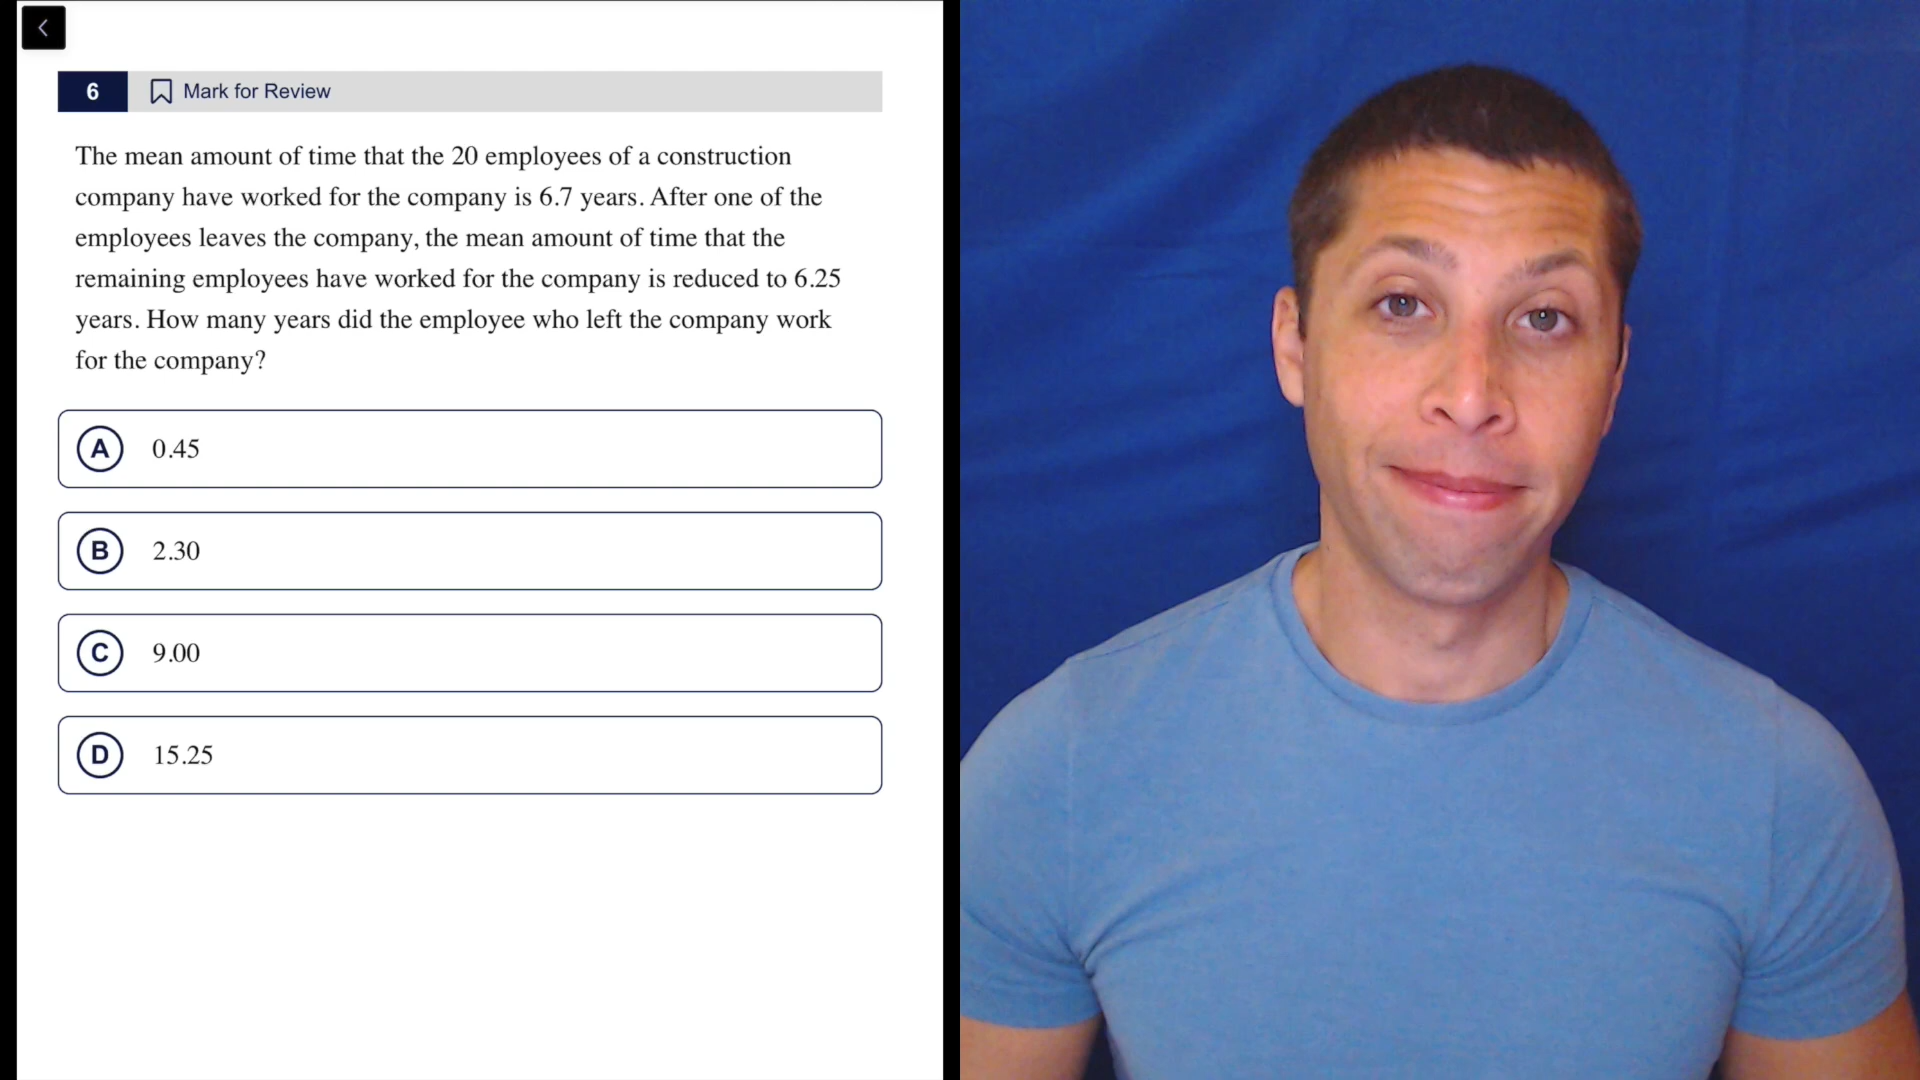 6 Mark for Review
The mean amount of time that the 20 employees of a construction
company have worked for the company is 6.7 years. After one of the
employees leaves the company, the mean amount of time that the
remaining employees have worked for the company is reduced to 6.25
years. How many years did the employee who left the company work
for the company?
A 0.45
B 2.30
C 9.00
D 15.25